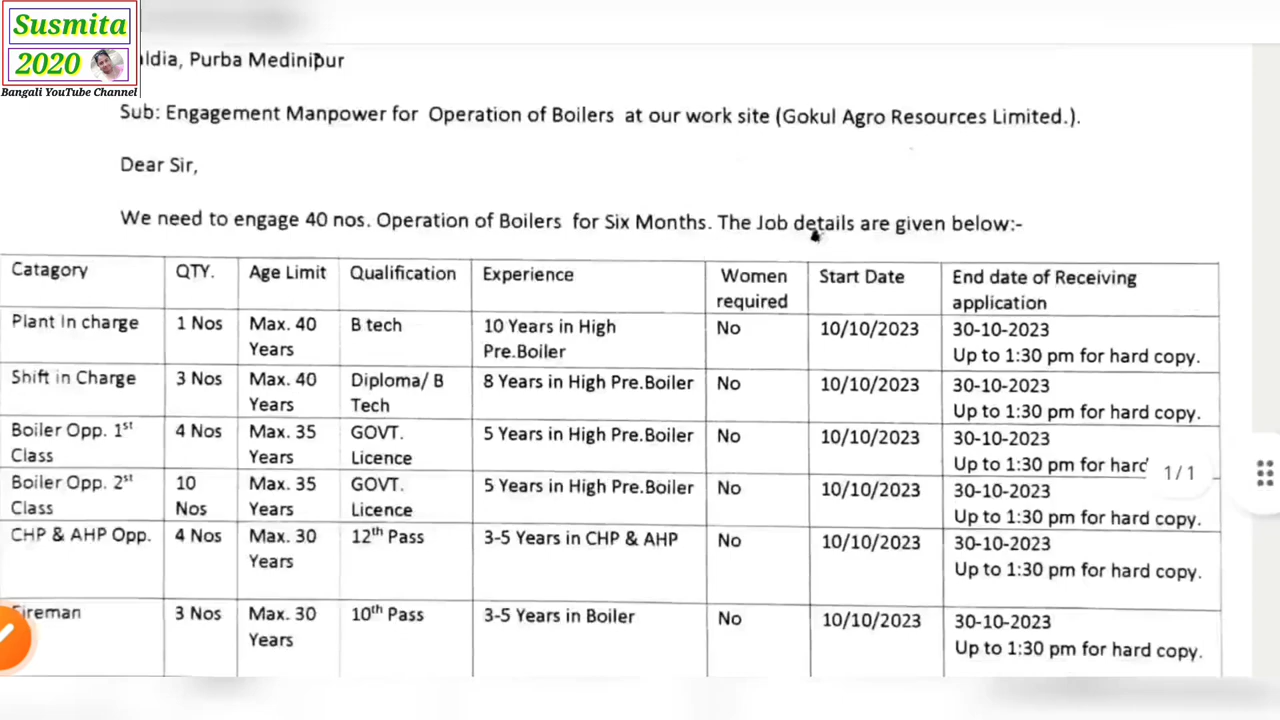 Susmita
2020
Bangali YouTube Channel
ldia, Purba Medinipur
Sub: Engagement Manpower for Operation of Boilers at our work site (Gokul Agro Resources Limited.).
Dear Sir,
We need to engage 40 nos. Operation of Boilers for Six Months. The Job details are given below:-
Catagory QTY. Age Limit Qualification Experience Women required Start Date End date of Receiving application
Plant In charge 1 Nos Max. 40 Years B tech 10 Years in High Pre.Boiler No 10/10/2023 30-10-2023 Up to 1:30 pm for hard copy.
Shift in Charge 3 Nos Max. 40 Years Diploma/ B Tech 8 Years in High Pre.Boiler No 10/10/2023 30-10-2023 Up to 1:30 pm for hard copy.
Boiler Opp. 1st Class 4 Nos Max. 35 Years GOVT. Licence 5 Years in High Pre.Boiler No 10/10/2023 30-10-2023 Up to 1:30 pm for hard
Boiler Opp. 2st Class 10 Nos Max. 35 Years GOVT. Licence 5 Years in High Pre.Boiler No 10/10/2023 30-10-2023 Up to 1:30 pm for hard copy.
CHP & AHP Opp. 4 Nos Max. 30 Years 12th Pass 3-5 Years in CHP & AHP No 10/10/2023 30-10-2023 Up to 1:30 pm for hard copy.
Fireman 3 Nos Max. 30 Years 10th Pass 3-5 Years in Boiler No 10/10/2023 30-10-2023 Up to 1:30 pm for hard copy.
1/1